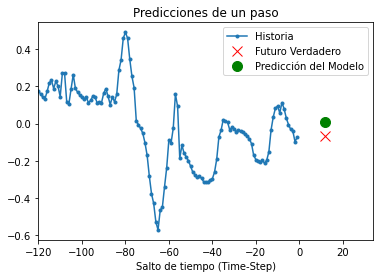 Predicciones de un paso
Historia
Futuro Verdadero
Predicción del Modelo
0.4
0.2
0.0
−0.2
−0.4
−0.6
−120
−100
−80
−60
−40
−20
0
20
Salto de tiempo (Time-Step)